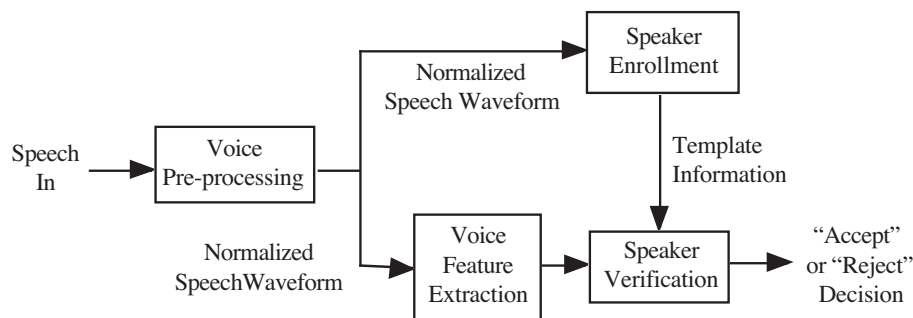 Speaker
Enrollment
Normalized
Speech Waveform
Speech
In
Voice
Pre-processing
Template
Information
Normalized
SpeechWaveform
Voice
Feature
Extraction
Speaker
Verification
“Accept”
or “Reject”
Decision